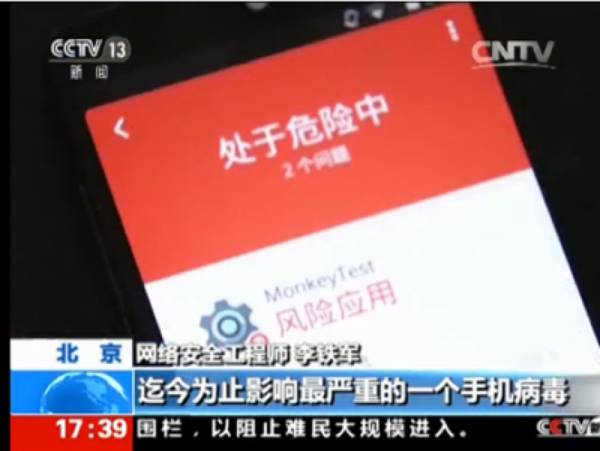 CCTV 13
新闻
CNTV
处于危险中
2个问题
MonkeyTest
风险应用
北京
网络安全工程师 李铁军
迄今为止影响最严重的一个手机病毒
17:39
围栏，以阻止难民大规模进入。
CCTV